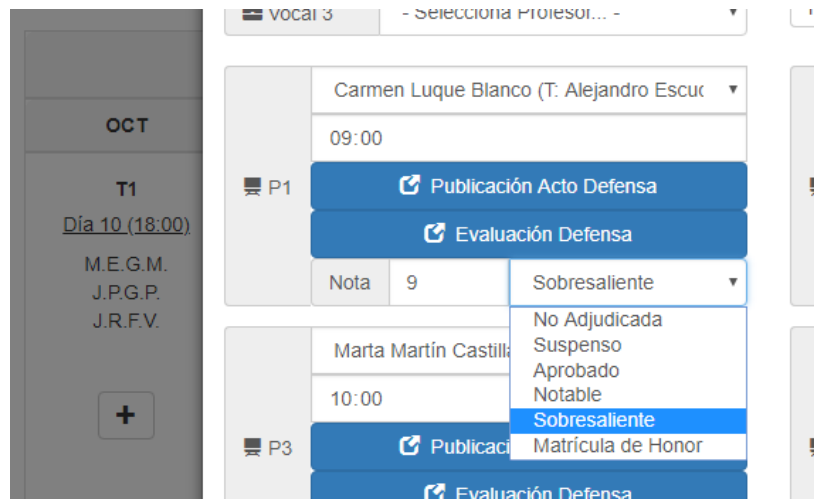 Vocal 3
- Selecciona Profesor... -
OCT
T1
Día 10 (18:00)
M.E.G.M.
J.P.G.P.
J.R.F.V.
+
P1
Carmen Luque Blanco (T: Alejandro Escuc
09:00
Publicación Acto Defensa
Evaluación Defensa
Nota
9
Sobresaliente
No Adjudicada
Suspenso
Aprobado
Notable
Sobresaliente
Matrícula de Honor
P3
Marta Martín Castill
10:00
Publicaci
Evaluación Defensa